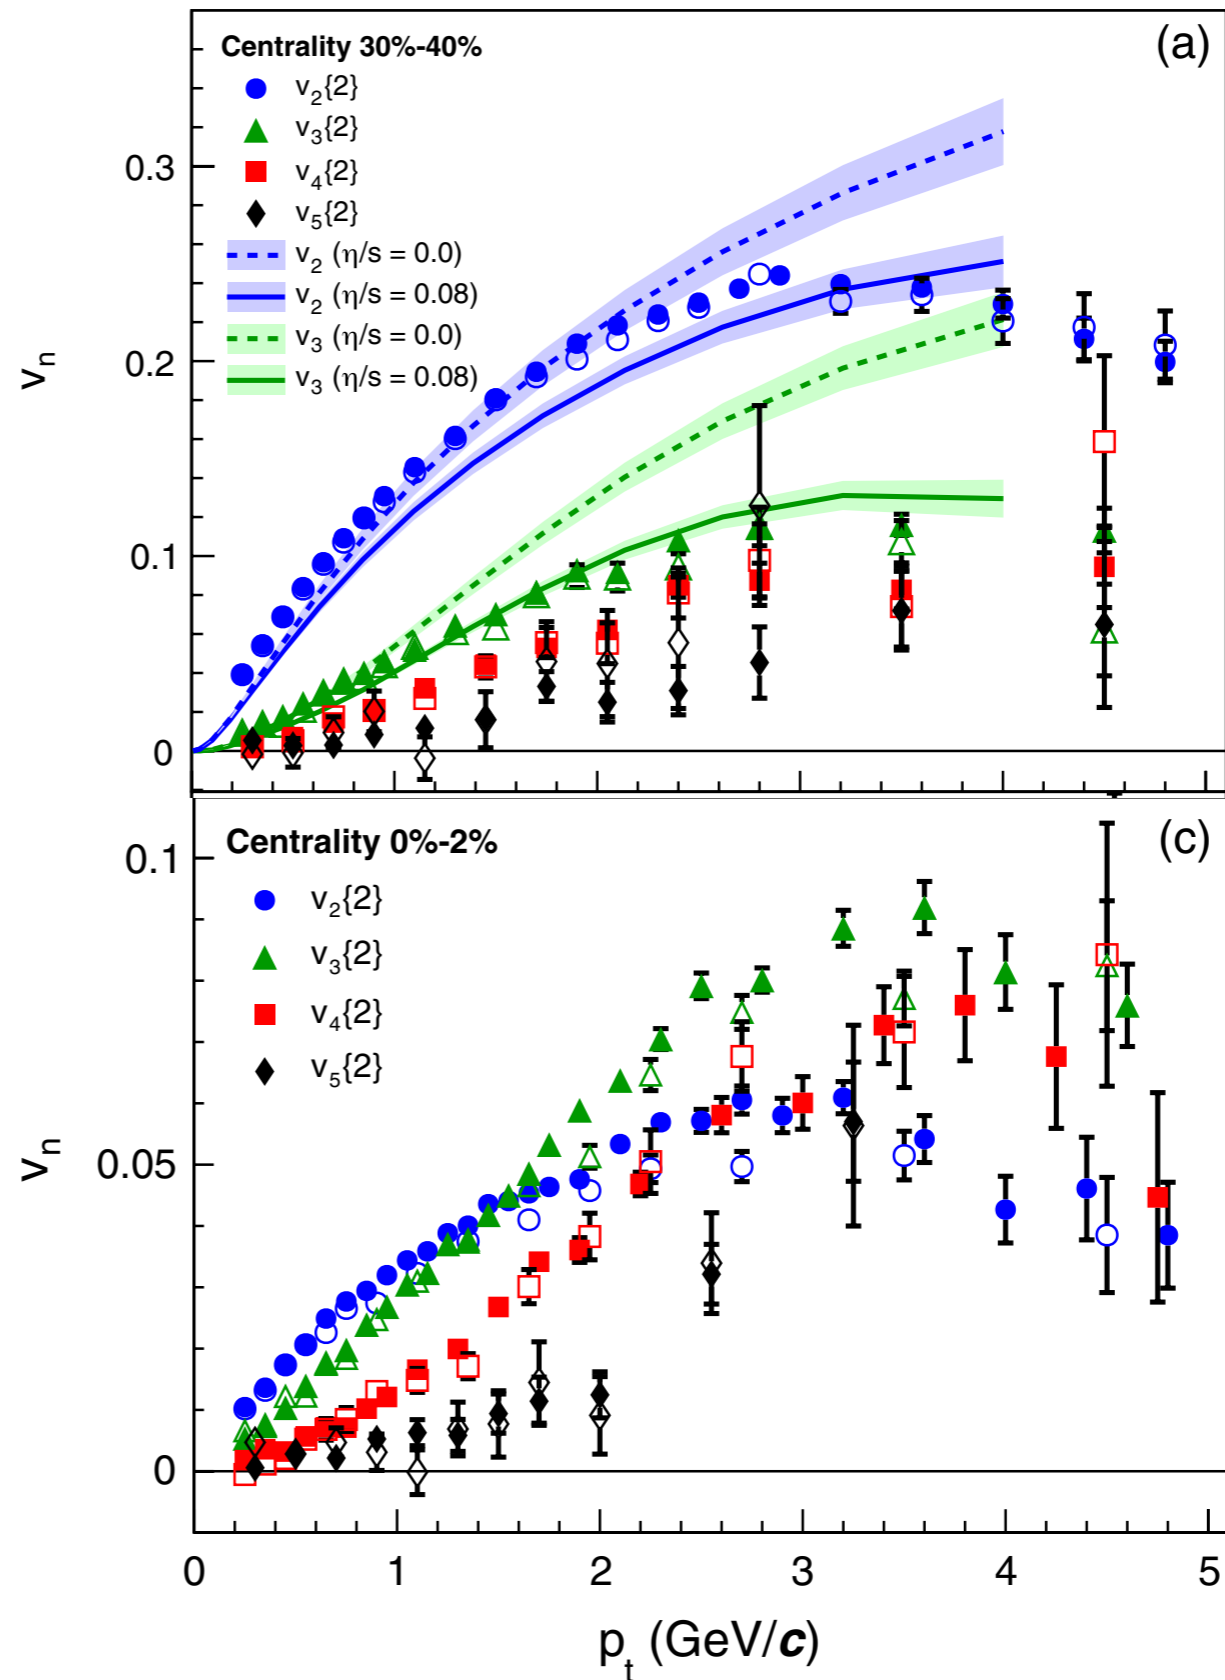 (a)
Centrality 30%-40%
v2{2}
v3{2}
v4{2}
v5{2}
v2 (η/s = 0.0)
v2 (η/s = 0.08)
v3 (η/s = 0.0)
v3 (η/s = 0.08)
0.3
0.2
0.1
0
vn
(c)
Centrality 0%-2%
v2{2}
v3{2}
v4{2}
v5{2}
0.1
0.05
0
vn
0 1 2 3 4 5
pt (GeV/c)